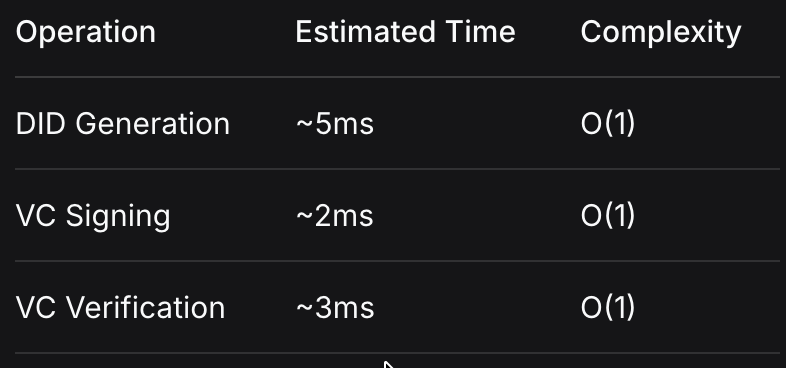 Operation Estimated Time Complexity
DID Generation ~5ms O(1)
VC Signing ~2ms O(1)
VC Verification ~3ms O(1)